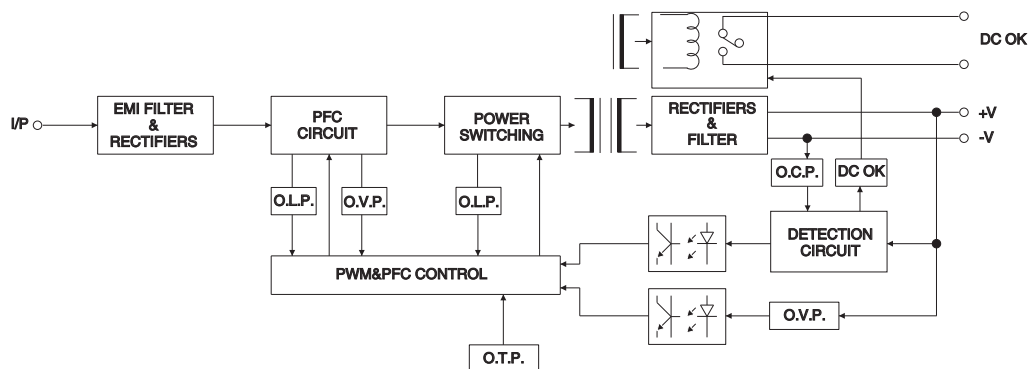 DC OK
I/P
EMI FILTER
&
RECTIFIERS
PFC
CIRCUIT
POWER
SWITCHING
RECTIFIERS
&
FILTER
+V
-V
O.L.P.
O.V.P.
O.L.P.
O.C.P.
DC OK
DETECTION
CIRCUIT
PWM&PFC CONTROL
O.V.P.
O.T.P.